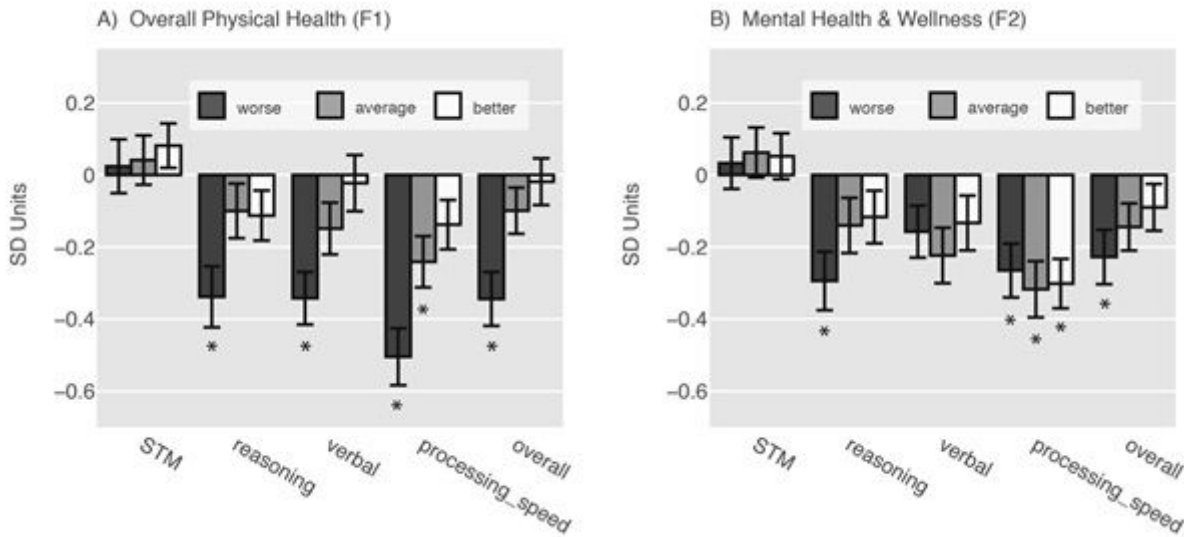 A) Overall Physical Health (F1)
SD Units
0.2
0
−0.2
−0.4
−0.6
worse average better
*
*
*
*
*
STM
reasoning
verbal
processing_speed
overall
B) Mental Health & Wellness (F2)
SD Units
0.2
0
−0.2
−0.4
−0.6
worse average better
*
*
*
*
*
STM
reasoning
verbal
processing_speed
overall